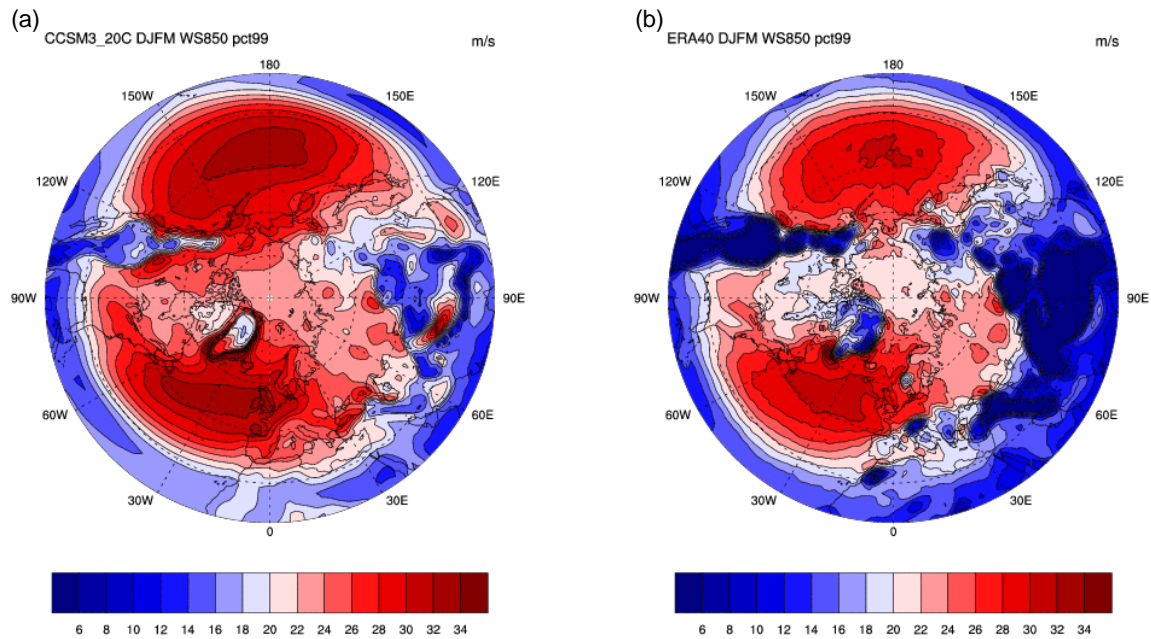 (a)
CCSM3_20C DJFM WS850 pct99 m/s
180
150W 150E
120W 120E
90W 90E
60W 60E
30W 30E
0
6 8 10 12 14 16 18 20 22 24 26 28 30 32 34
(b)
ERA40 DJFM WS850 pct99 m/s
180
150W 150E
120W 120E
90W 90E
60W 60E
30W 30E
0
6 8 10 12 14 16 18 20 22 24 26 28 30 32 34